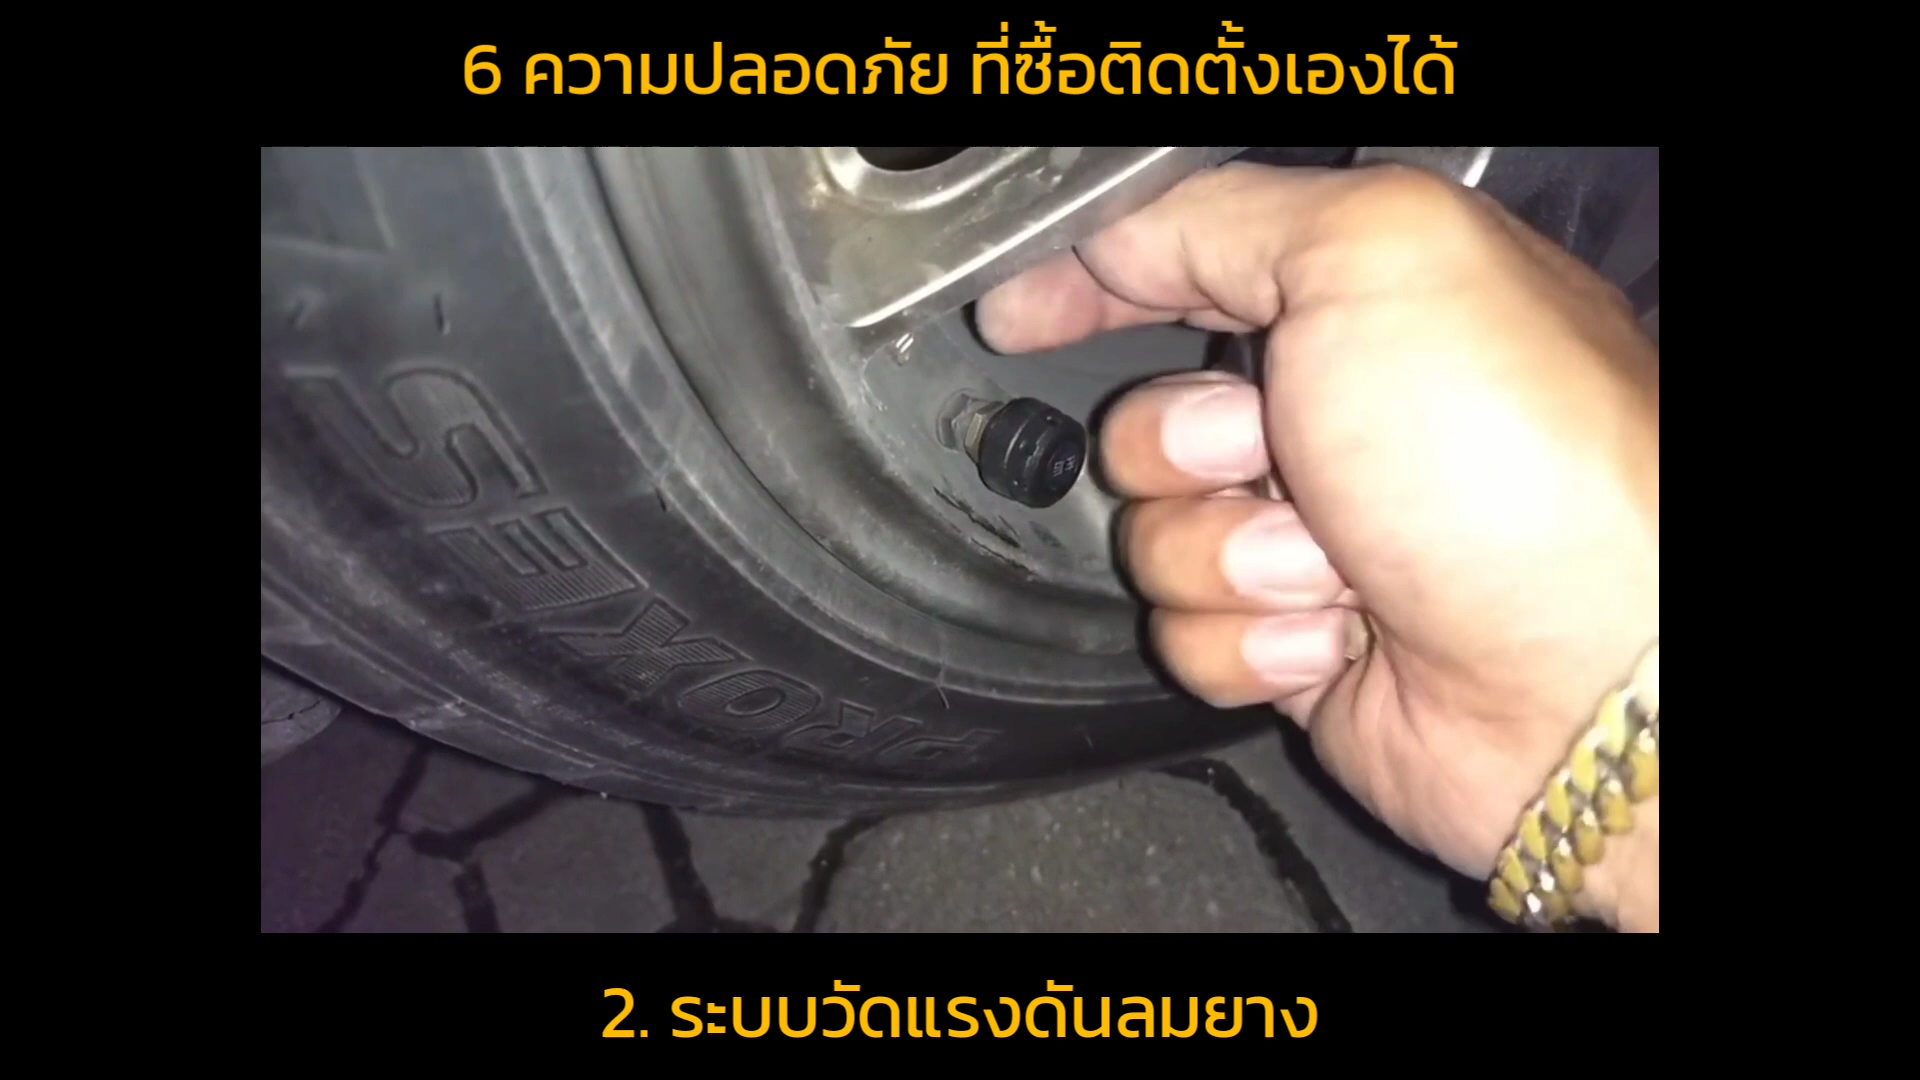 6 ความปลอดภัย ที่ซื้อติดตั้งเองได้
PROXES
2. ระบบวัดแรงดันลมยาง